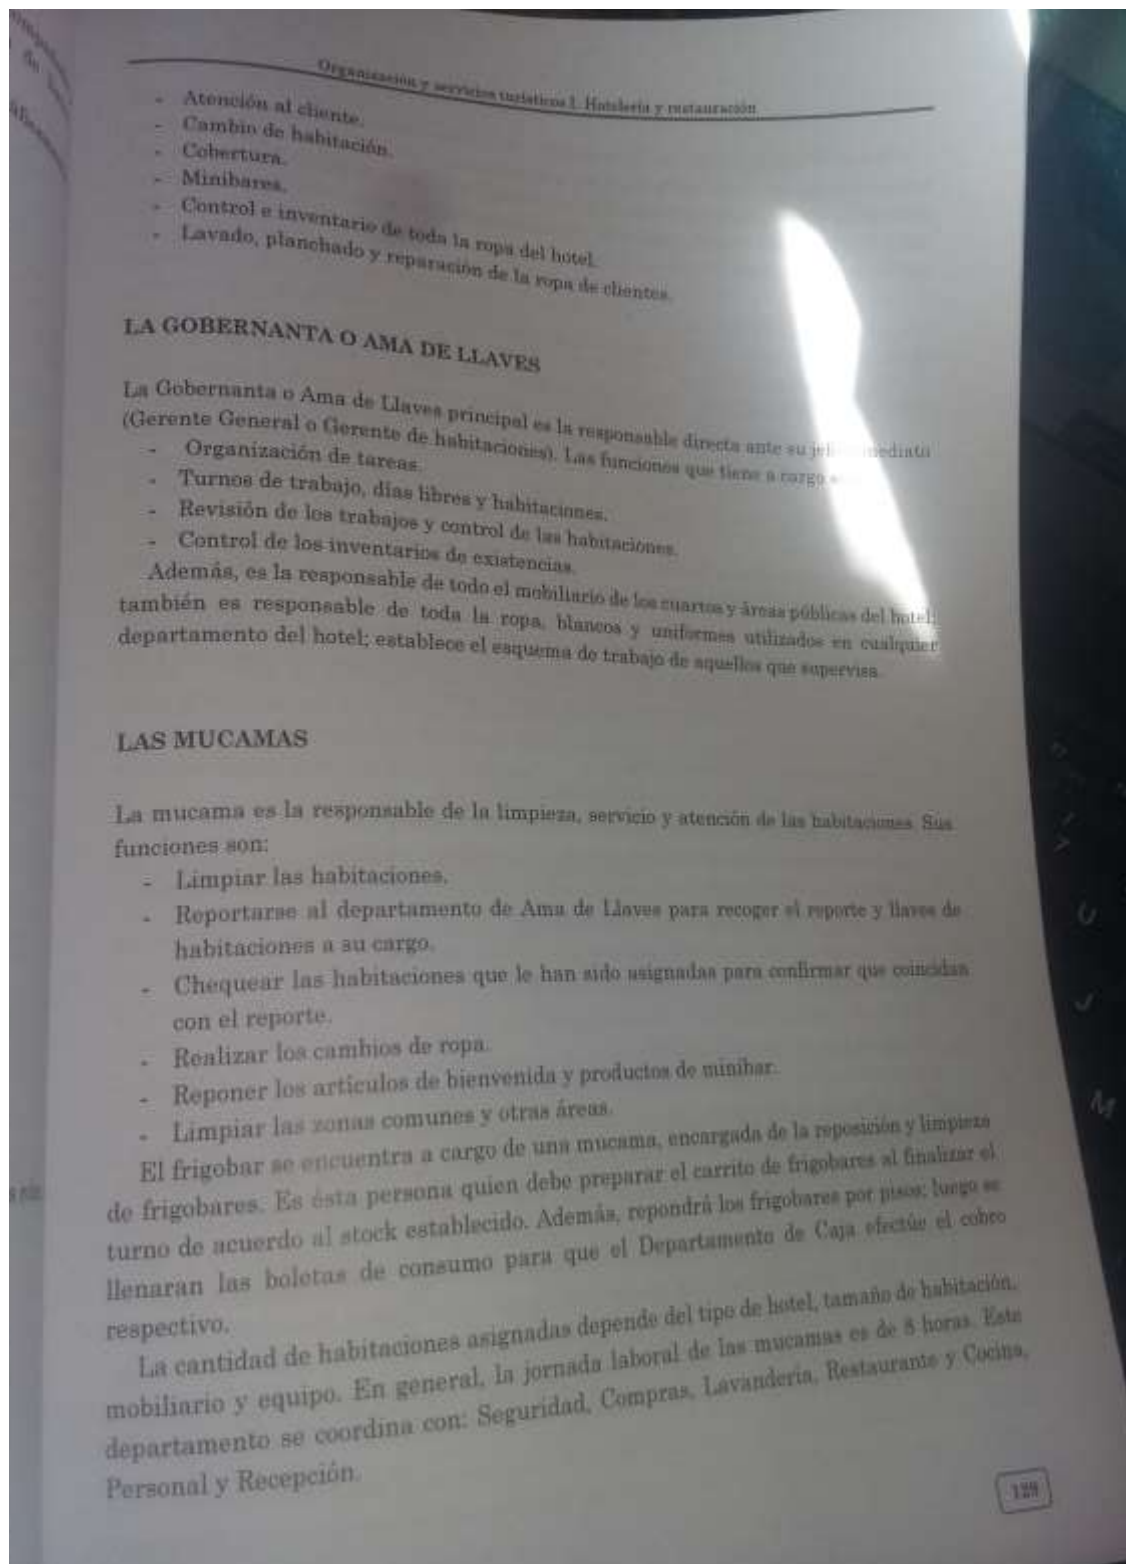 Organización y servicios turísticos I. Hotelería y restauración
- Atención al cliente.
- Cambio de habitación.
- Cobertura.
- Minibares.
- Control e inventario de toda la ropa del hotel.
- Lavado, planchado y reparación de la ropa de clientes.
LA GOBERNANTA O AMA DE LLAVES
La Gobernanta o Ama de Llaves principal es la responsable directa ante su
(Gerente General o Gerente de habitaciones). Las funciones que tiene a cargo
- Organización de tareas.
- Turnos de trabajo, días libres y habitaciones.
- Revisión de los trabajos y control de las habitaciones.
- Control de los inventarios de existencias.
Además, es la responsable de todo el mobiliario de los cuartos y áreas públicas del hotel;
también es responsable de toda la ropa, blancos y uniformes utilizados en cualquier
departamento del hotel; establece el esquema de trabajo de aquellos que supervisa.
LAS MUCAMAS
La mucama es la responsable de la limpieza, servicio y atención de las habitaciones. Sus
funciones son:
- Limpiar las habitaciones.
- Reportarse al departamento de Ama de Llaves para recoger el reporte y llaves de
habitaciones a su cargo.
- Chequear las habitaciones que le han sido asignadas para confirmar que coincidan
con el reporte.
- Realizar los cambios de ropa.
- Reponer los artículos de bienvenida y productos de minibar.
- Limpiar las zonas comunes y otras áreas.
El frigobar se encuentra a cargo de una mucama, encargada de la reposición y limpieza
de frigobares. Es ésta persona quien debe preparar el carrito de frigobares al finalizar el
turno de acuerdo al stock establecido. Además, repondrá los frigobares por pisos; luego se
llenaran las boletas de consumo para que el Departamento de Caja efectúe el cobro
respectivo.
La cantidad de habitaciones asignadas depende del tipo de hotel, tamaño de habitación,
mobiliario y equipo. En general, la jornada laboral de las mucamas es de 8 horas. Este
departamento se coordina con: Seguridad, Compras, Lavandería, Restaurante y Cocina,
Personal y Recepción.
129
U
J
M